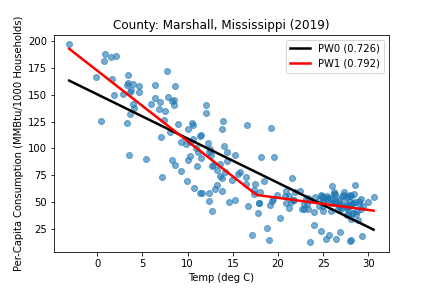 County: Marshall, Mississippi (2019)
Per-Capita Consumption (MMBtu/1000 Households)
200
175
150
125
100
75
50
25
PW0 (0.726)
PW1 (0.792)
0 5 10 15 20 25 30
Temp (deg C)